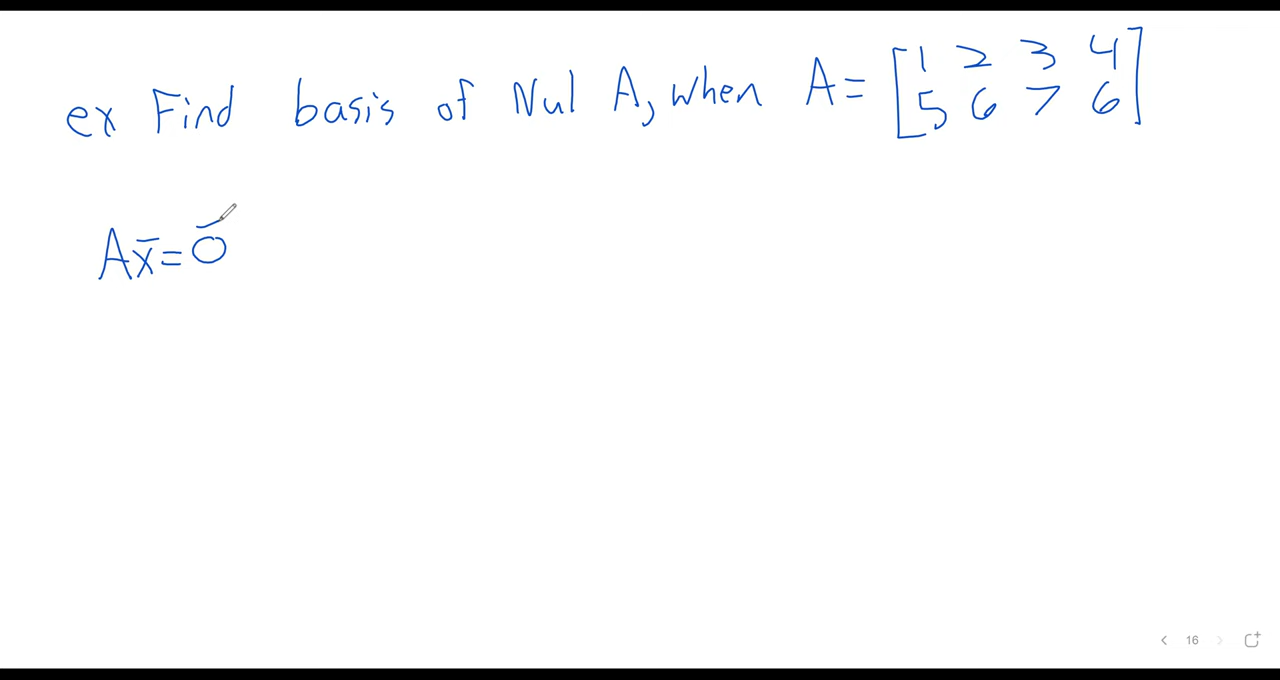 ex Find basis of Nul A, when A = [1 2 3 4
5 6 7 6]
Ax̄ = 0̄
16